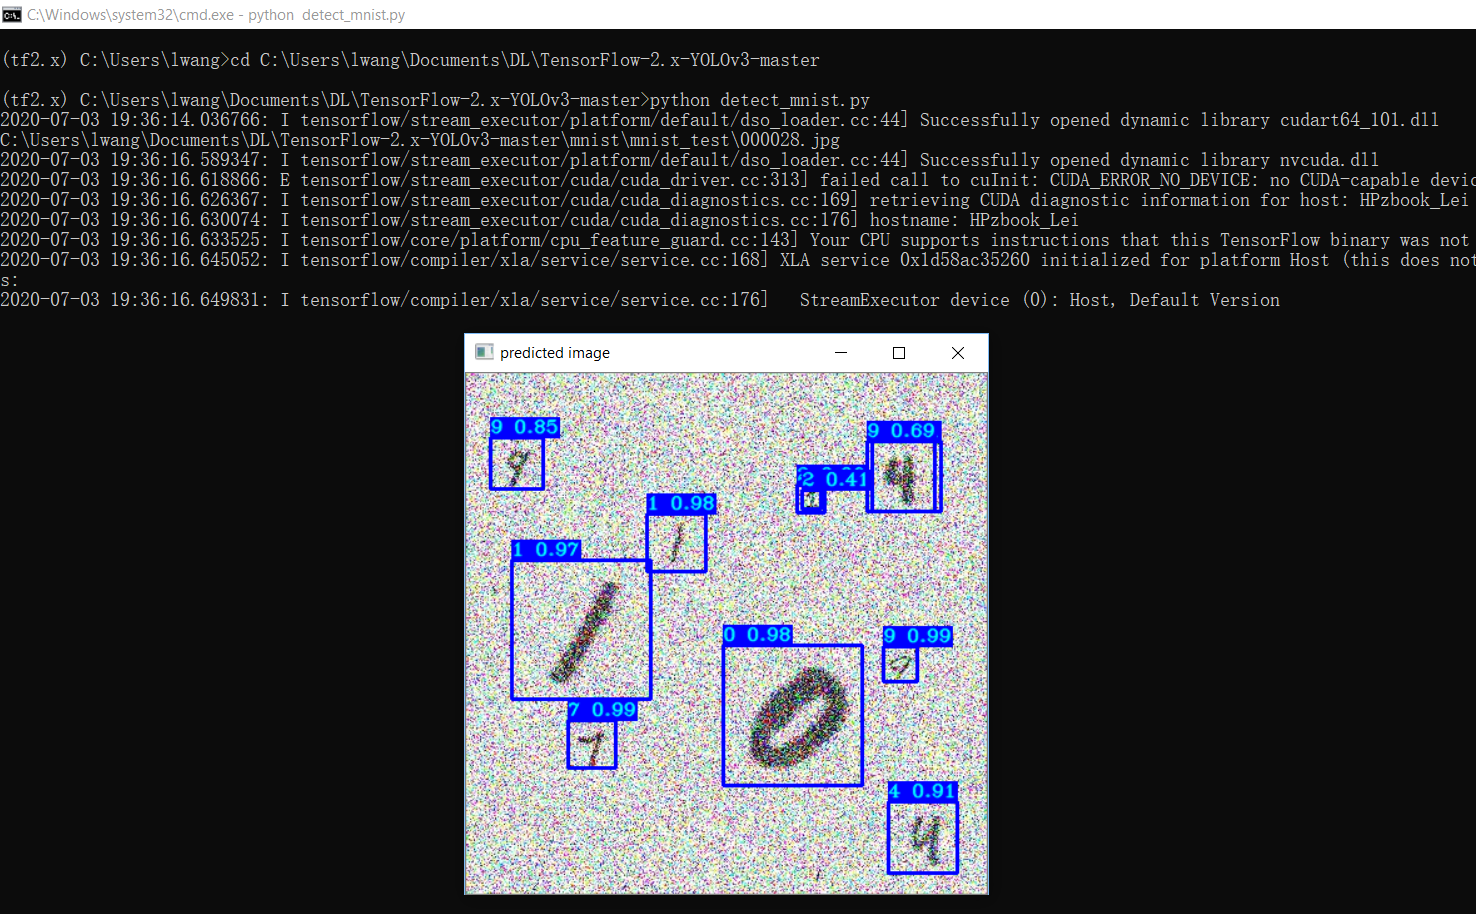 C:\Windows\system32\cmd.exe - python  detect_mnist.py
(tf2.x) C:\Users\lwang>cd C:\Users\lwang\Documents\DL\TensorFlow-2.x-YOLOv3-master
(tf2.x) C:\Users\lwang\Documents\DL\TensorFlow-2.x-YOLOv3-master>python detect_mnist.py
2020-07-03 19:36:14.036766: I tensorflow/stream_executor/platform/default/dso_loader.cc:44] Successfully opened dynamic library cudart64_101.dll
C:\Users\lwang\Documents\DL\TensorFlow-2.x-YOLOv3-master\mnist\mnist_test\000028.jpg
2020-07-03 19:36:16.589347: I tensorflow/stream_executor/platform/default/dso_loader.cc:44] Successfully opened dynamic library nvcuda.dll
2020-07-03 19:36:16.618866: E tensorflow/stream_executor/cuda/cuda_driver.cc:313] failed call to cuInit: CUDA_ERROR_NO_DEVICE: no CUDA-capable devic
2020-07-03 19:36:16.626367: I tensorflow/stream_executor/cuda/cuda_diagnostics.cc:169] retrieving CUDA diagnostic information for host: HPzbook_Lei
2020-07-03 19:36:16.630074: I tensorflow/stream_executor/cuda/cuda_diagnostics.cc:176] hostname: HPzbook_Lei
2020-07-03 19:36:16.633525: I tensorflow/core/platform/cpu_feature_guard.cc:143] Your CPU supports instructions that this TensorFlow binary was not
2020-07-03 19:36:16.645052: I tensorflow/compiler/xla/service/service.cc:168] XLA service 0x1d58ac35260 initialized for platform Host (this does not
s:
2020-07-03 19:36:16.649831: I tensorflow/compiler/xla/service/service.cc:176]   StreamExecutor device (0): Host, Default Version
predicted image
9 0.85
9 0.69
9
4
2 0.41
1 0.98
1
1 0.97
1
0 0.98
0
9 0.99
9
7 0.99
7
4 0.91
4